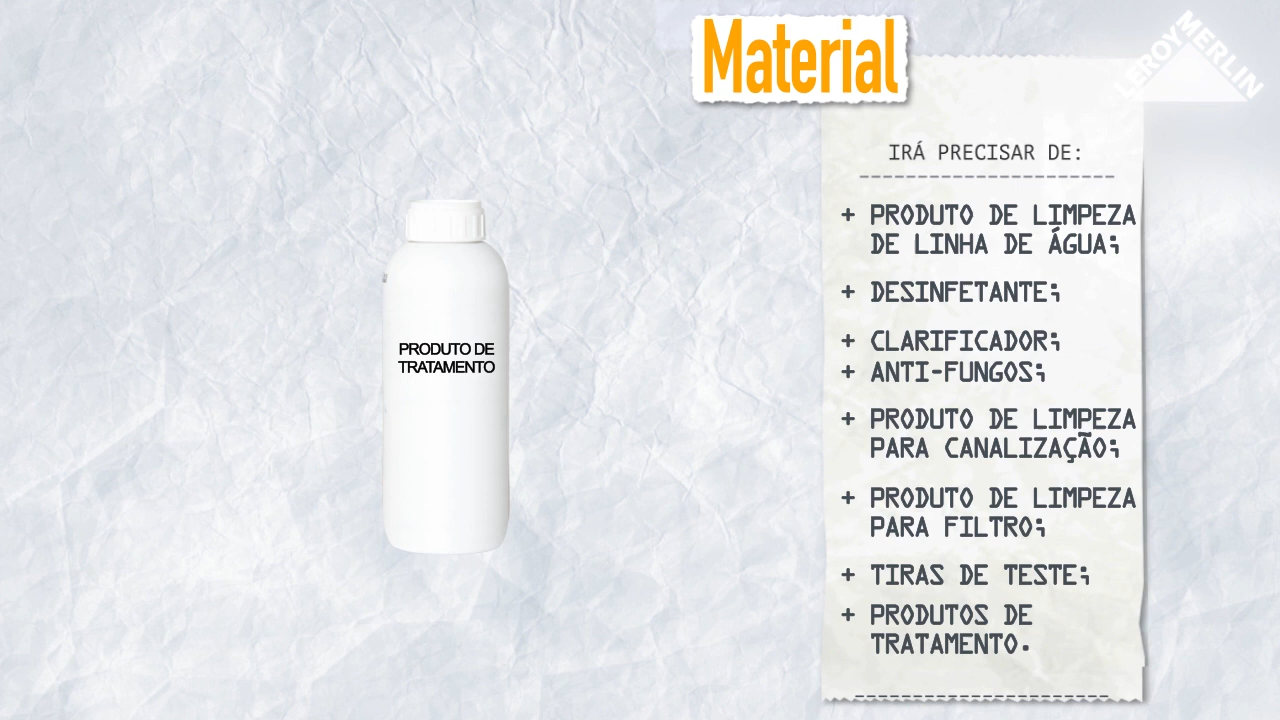 Material
LEROY MERLIN
IRÁ PRECISAR DE:
+ PRODUTO DE LIMPEZA
DE LINHA DE ÁGUA;
+ DESINFETANTE;
+ CLARIFICADOR;
+ ANTI-FUNGOS;
+ PRODUTO DE LIMPEZA
PARA CANALIZAÇÃO;
+ PRODUTO DE LIMPEZA
PARA FILTRO;
+ TIRAS DE TESTE;
+ PRODUTOS DE
TRATAMENTO.
PRODUTO DE
TRATAMENTO